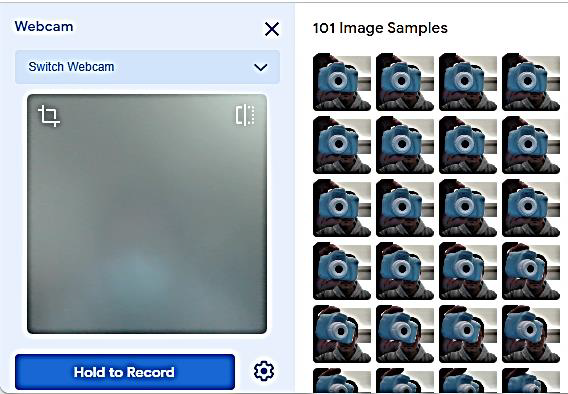 Webcam
Switch Webcam
Hold to Record
101 Image Samples